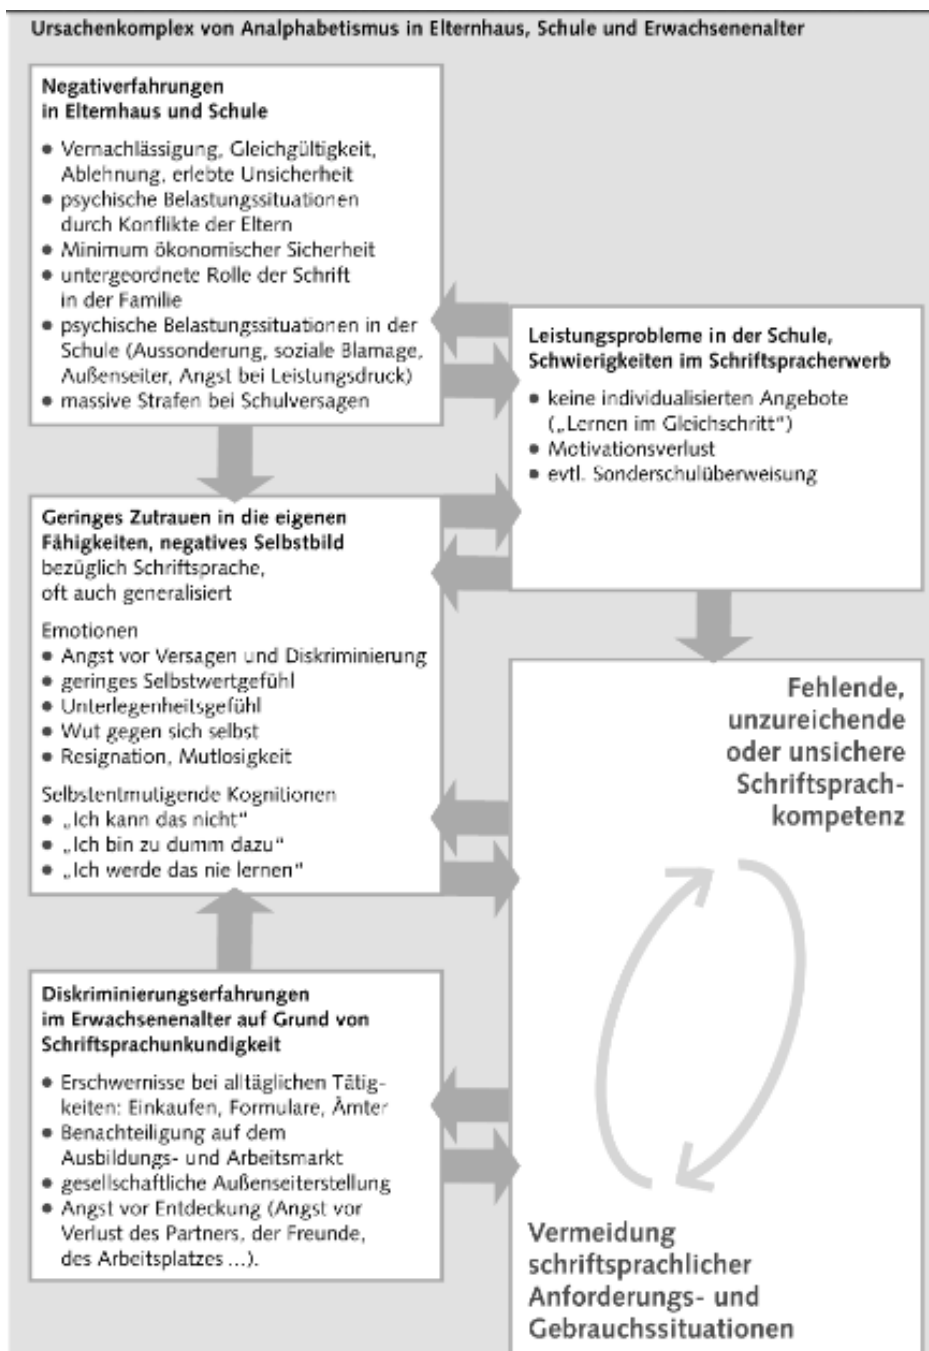 Ursachenkomplex von Analphabetismus in Elternhaus, Schule und Erwachsenenalter
Negativerfahrungen
in Elternhaus und Schule
• Vernachlässigung, Gleichgültigkeit,
Ablehnung, erlebte Unsicherheit
• psychische Belastungssituationen
durch Konflikte der Eltern
• Minimum ökonomischer Sicherheit
• untergeordnete Rolle der Schrift
in der Familie
• psychische Belastungssituationen in der
Schule (Aussonderung, soziale Blamage,
Außenseiter, Angst bei Leistungsdruck)
• massive Strafen bei Schulversagen
Leistungsprobleme in der Schule,
Schwierigkeiten im Schriftspracherwerb
• keine individualisierten Angebote
(„Lernen im Gleichschritt“)
• Motivationsverlust
• evtl. Sonderschulüberweisung
Geringes Zutrauen in die eigenen
Fähigkeiten, negatives Selbstbild
bezüglich Schriftsprache,
oft auch generalisiert
Emotionen
• Angst vor Versagen und Diskriminierung
• geringes Selbstwertgefühl
• Unterlegenheitsgefühl
• Wut gegen sich selbst
• Resignation, Mutlosigkeit
Selbstentmutigende Kognitionen
• „Ich kann das nicht“
• „Ich bin zu dumm dazu“
• „Ich werde das nie lernen“
Fehlende,
unzureichende
oder unsichere
Schriftsprach-
kompetenz
Diskriminierungserfahrungen
im Erwachsenenalter auf Grund von
Schriftsprachunkundigkeit
• Erschwernisse bei alltäglichen Tätig-
keiten: Einkaufen, Formulare, Ämter
• Benachteiligung auf dem
Ausbildungs- und Arbeitsmarkt
• gesellschaftliche Außenseiterstellung
• Angst vor Entdeckung (Angst vor
Verlust des Partners, der Freunde,
des Arbeitsplatzes ...).
Vermeidung
schriftsprachlicher
Anforderungs- und
Gebrauchssituationen